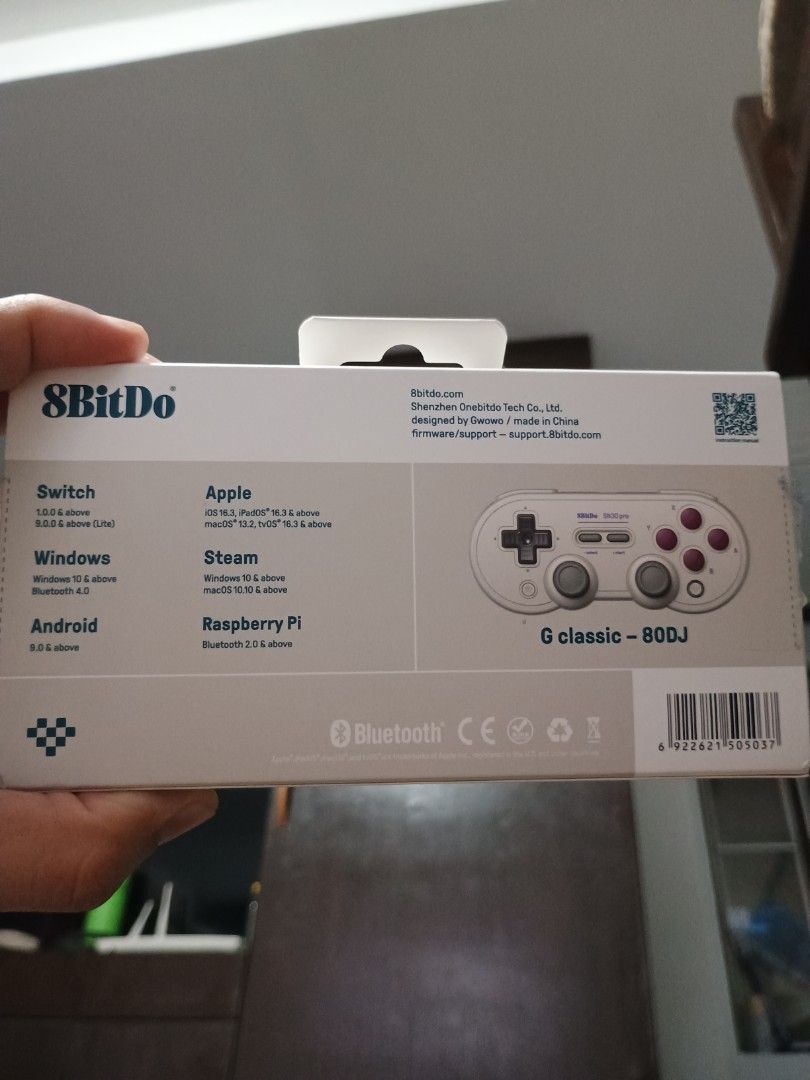 8BitDo®
8bitdo.com
Shenzhen Onebitdo Tech Co., Ltd.
designed by Gwowo / made in China
firmware/support – support.8bitdo.com
instruction manual
Switch
1.0.0 & above
9.0.0 & above (Lite)
Apple
iOS 16.3, iPadOS® 16.3 & above
macOS® 13.2, tvOS® 16.3 & above
Windows
Windows 10 & above
Bluetooth 4.0
Steam
Windows 10 & above
macOS 10.10 & above
Android
9.0 & above
Raspberry Pi
Bluetooth 2.0 & above
8BitDo SN30 pro
select start
X
Y A
B
G classic – 80DJ
Bluetooth® CE
6 922621 505037